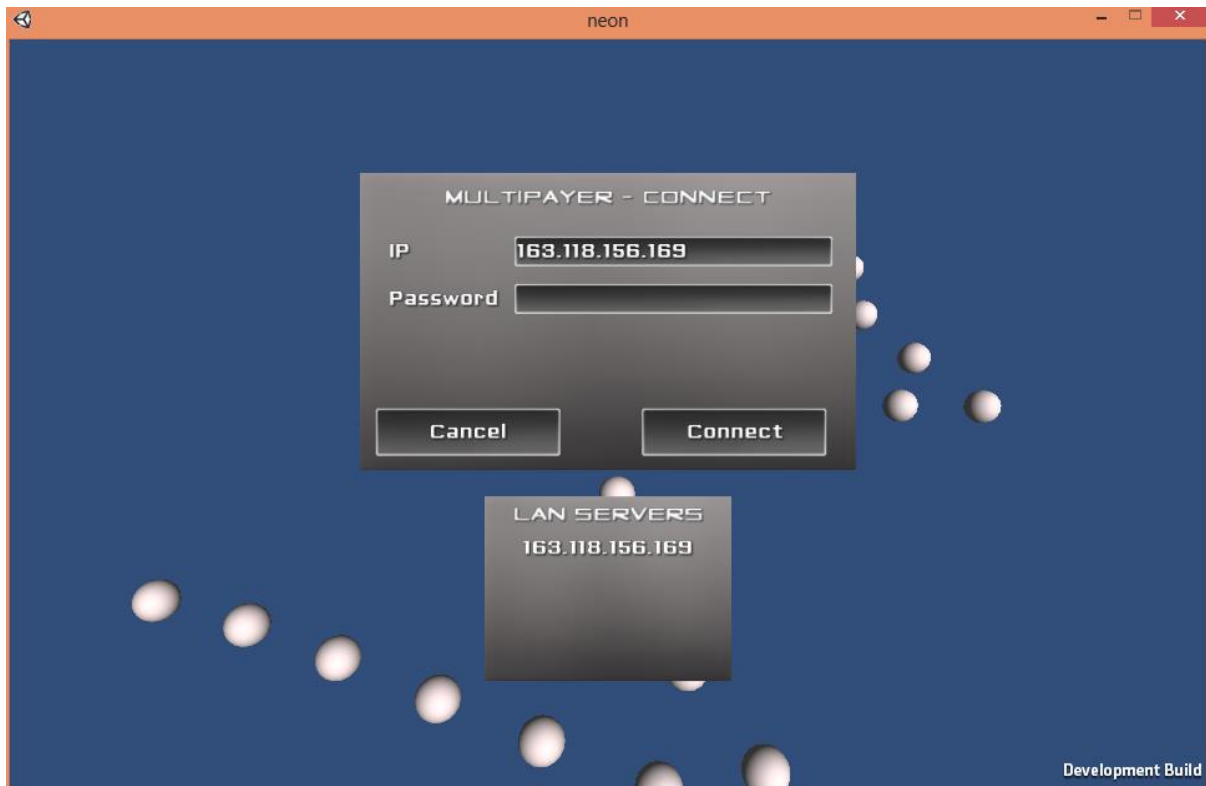 neon
MULTIPAYER - CONNECT
IP 163.118.156.169
Password
Cancel Connect
LAN SERVERS
163.118.156.169
Development Build